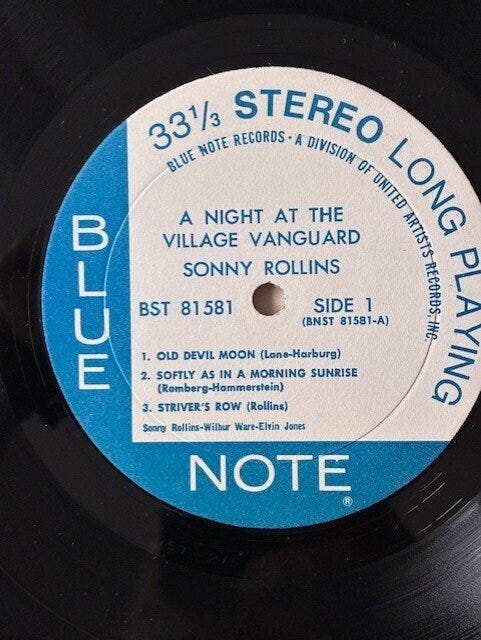 33 1/3 STEREO LONG PLAYING
BLUE NOTE RECORDS • A DIVISION OF UNITED ARTISTS RECORDS, INC.
A NIGHT AT THE
VILLAGE VANGUARD
SONNY ROLLINS
BST 81581
SIDE 1
(BNST 81581-A)
1. OLD DEVIL MOON (Lane-Harburg)
2. SOFTLY AS IN A MORNING SUNRISE
(Romberg-Hammerstein)
3. STRIVER'S ROW (Rollins)
Sonny Rollins-Wilbur Ware-Elvin Jones
BLUE
NOTE
®